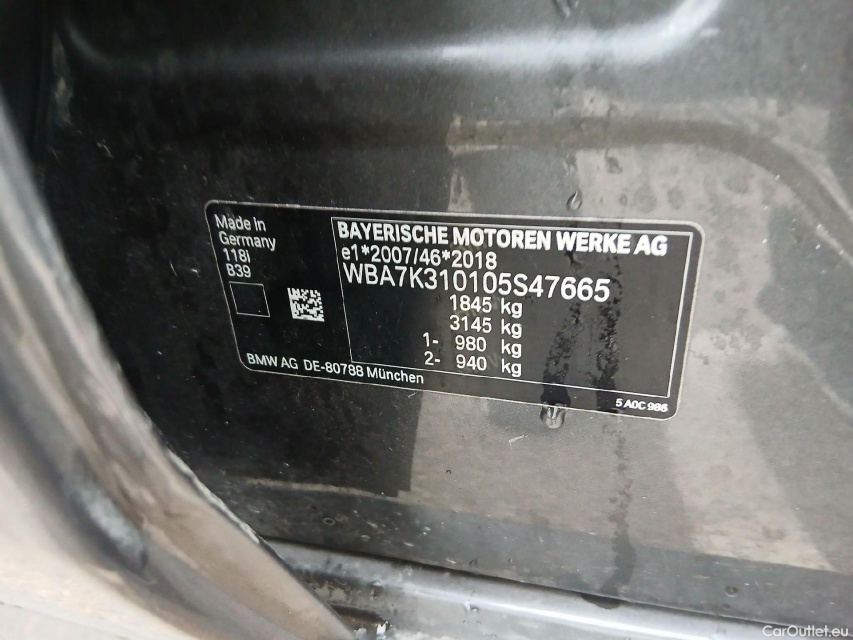 Made in
Germany
118i
B39
BAYERISCHE MOTOREN WERKE AG
e1*2007/46*2018
WBA7K310105S47665
1845 kg
3145 kg
1- 980 kg
2- 940 kg
BMW AG DE-80788 München
5 A0C 986
CarOutlet.eu